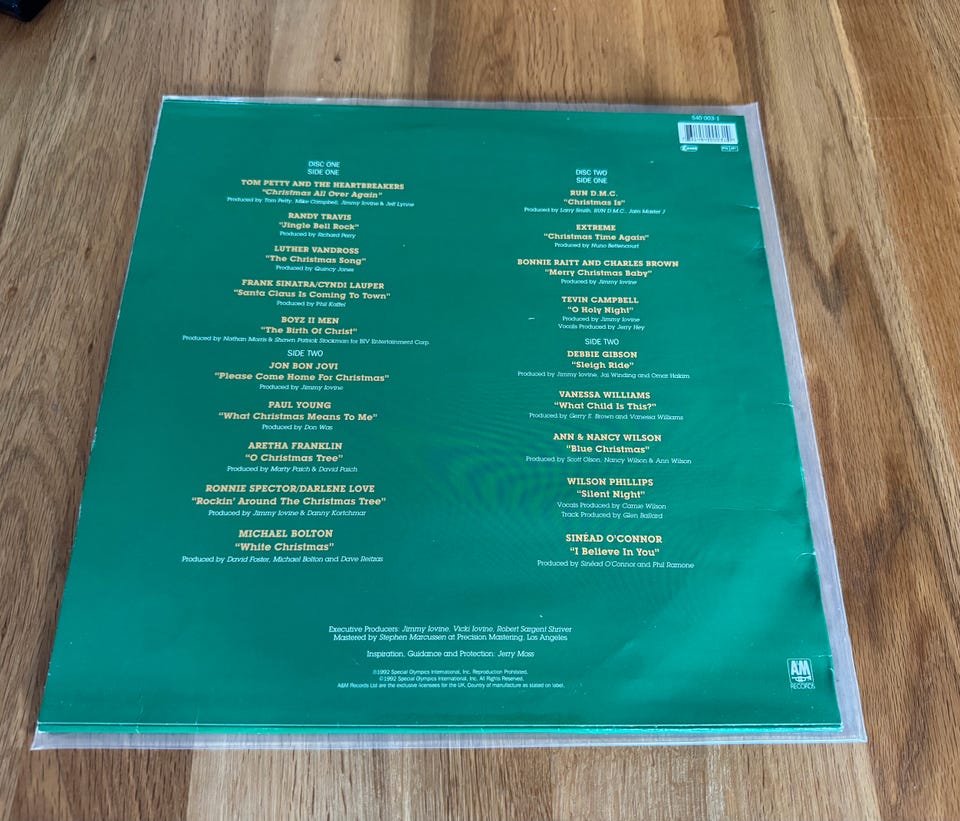 540 003-1
DISC ONE
SIDE ONE
TOM PETTY AND THE HEARTBREAKERS
"Christmas All Over Again"
Produced by Tom Petty, Mike Campbell, Jimmy Iovine & Jeff Lynne
RANDY TRAVIS
"Jingle Bell Rock"
Produced by Richard Perry
LUTHER VANDROSS
"The Christmas Song"
Produced by Quincy Jones
FRANK SINATRA/CYNDI LAUPER
"Santa Claus Is Coming To Town"
Produced by Phil Kaffel
BOYZ II MEN
"The Birth Of Christ"
Produced by Nathan Morris & Shawn Patrick Stockman for BIV Entertainment Corp.
SIDE TWO
JON BON JOVI
"Please Come Home For Christmas"
Produced by Jimmy Iovine
PAUL YOUNG
"What Christmas Means To Me"
Produced by Don Was
ARETHA FRANKLIN
"O Christmas Tree"
Produced by Marty Paich & David Paich
RONNIE SPECTOR/DARLENE LOVE
"Rockin' Around The Christmas Tree"
Produced by Jimmy Iovine & Danny Kortchmar
MICHAEL BOLTON
"White Christmas"
Produced by David Foster, Michael Bolton and Dave Reitzas
DISC TWO
SIDE ONE
RUN D.M.C.
"Christmas Is"
Produced by Larry Smith, RUN D.M.C., Jam Master J
EXTREME
"Christmas Time Again"
Produced by Nuno Bettencourt
BONNIE RAITT AND CHARLES BROWN
"Merry Christmas Baby"
Produced by Jimmy Iovine
TEVIN CAMPBELL
"O Holy Night"
Produced by Jimmy Iovine
Vocals Produced by Jerry Hey
SIDE TWO
DEBBIE GIBSON
"Sleigh Ride"
Produced by Jimmy Iovine, Jai Winding and Omar Hakim
VANESSA WILLIAMS
"What Child Is This?"
Produced by Gerry E. Brown and Vanessa Williams
ANN & NANCY WILSON
"Blue Christmas"
Produced by Scott Olson, Nancy Wilson & Ann Wilson
WILSON PHILLIPS
"Silent Night"
Vocals Produced by Carnie Wilson
Track Produced by Glen Ballard
SINÉAD O'CONNOR
"I Believe In You"
Produced by Sinéad O'Connor and Phil Ramone
Executive Producers: Jimmy Iovine, Vicki Iovine, Robert Sargent Shriver
Mastered by Stephen Marcussen at Precision Mastering, Los Angeles
Inspiration, Guidance and Protection: Jerry Moss
℗1992 Special Olympics International, Inc. Reproduction Prohibited.
©1992 Special Olympics International, Inc. All Rights Reserved.
A&M Records Ltd are the exclusive licensees for the UK. Country of manufacture as stated on label.
A&M
RECORDS